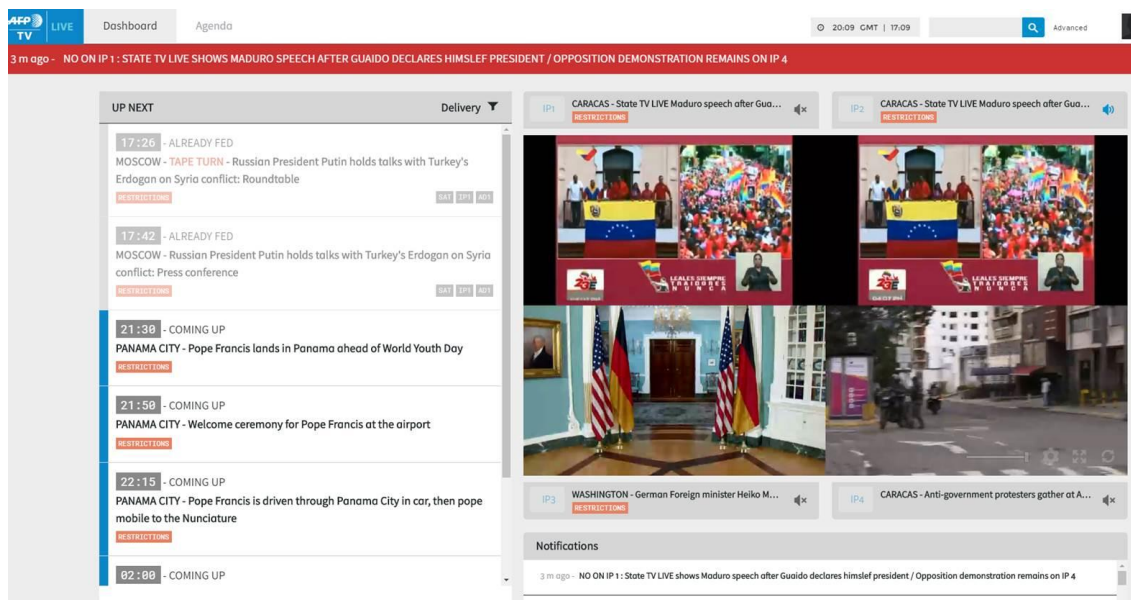 AFP
TV
LIVE
Dashboard
Agenda
20:09 GMT | 17:09
Advanced
3 m ago - NO ON IP 1 : STATE TV LIVE SHOWS MADURO SPEECH AFTER GUAIDO DECLARES HIMSLEF PRESIDENT / OPPOSITION DEMONSTRATION REMAINS ON IP 4
UP NEXT
Delivery
17:26 - ALREADY FED
MOSCOW - TAPE TURN - Russian President Putin holds talks with Turkey's
Erdogan on Syria conflict: Roundtable
RESTRICTIONS
SAT IP1 AD1
17:42 - ALREADY FED
MOSCOW - Russian President Putin holds talks with Turkey's Erdogan on Syria
conflict: Press conference
RESTRICTIONS
SAT IP1 AD1
21:30 - COMING UP
PANAMA CITY - Pope Francis lands in Panama ahead of World Youth Day
RESTRICTIONS
21:50 - COMING UP
PANAMA CITY - Welcome ceremony for Pope Francis at the airport
RESTRICTIONS
22:15 - COMING UP
PANAMA CITY - Pope Francis is driven through Panama City in car, then pope
mobile to the Nunciature
RESTRICTIONS
02:00 - COMING UP
IP1
CARACAS - State TV LIVE Maduro speech after Gua...
RESTRICTIONS
IP2
CARACAS - State TV LIVE Maduro speech after Gua...
RESTRICTIONS
23E
LEALES SIEMPRE
TRAIDORES
NUNCA
23E
LEALES SIEMPRE
TRAIDORES
NUNCA
IP3
WASHINGTON - German Foreign minister Heiko M...
RESTRICTIONS
IP4
CARACAS - Anti-government protesters gather at A...
Notifications
3 m ago - NO ON IP 1 : State TV LIVE shows Maduro speech after Guaido declares himslef president / Opposition demonstration remains on IP 4